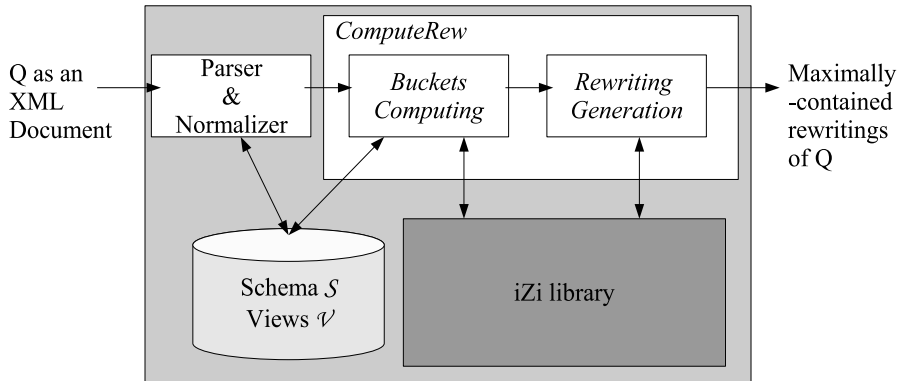 ComputeRew
Q as an
XML
Document
Parser
&
Normalizer
Buckets
Computing
Rewriting
Generation
Maximally
-contained
rewritings
of Q
Schema 𝒮
Views 𝒱
iZi library